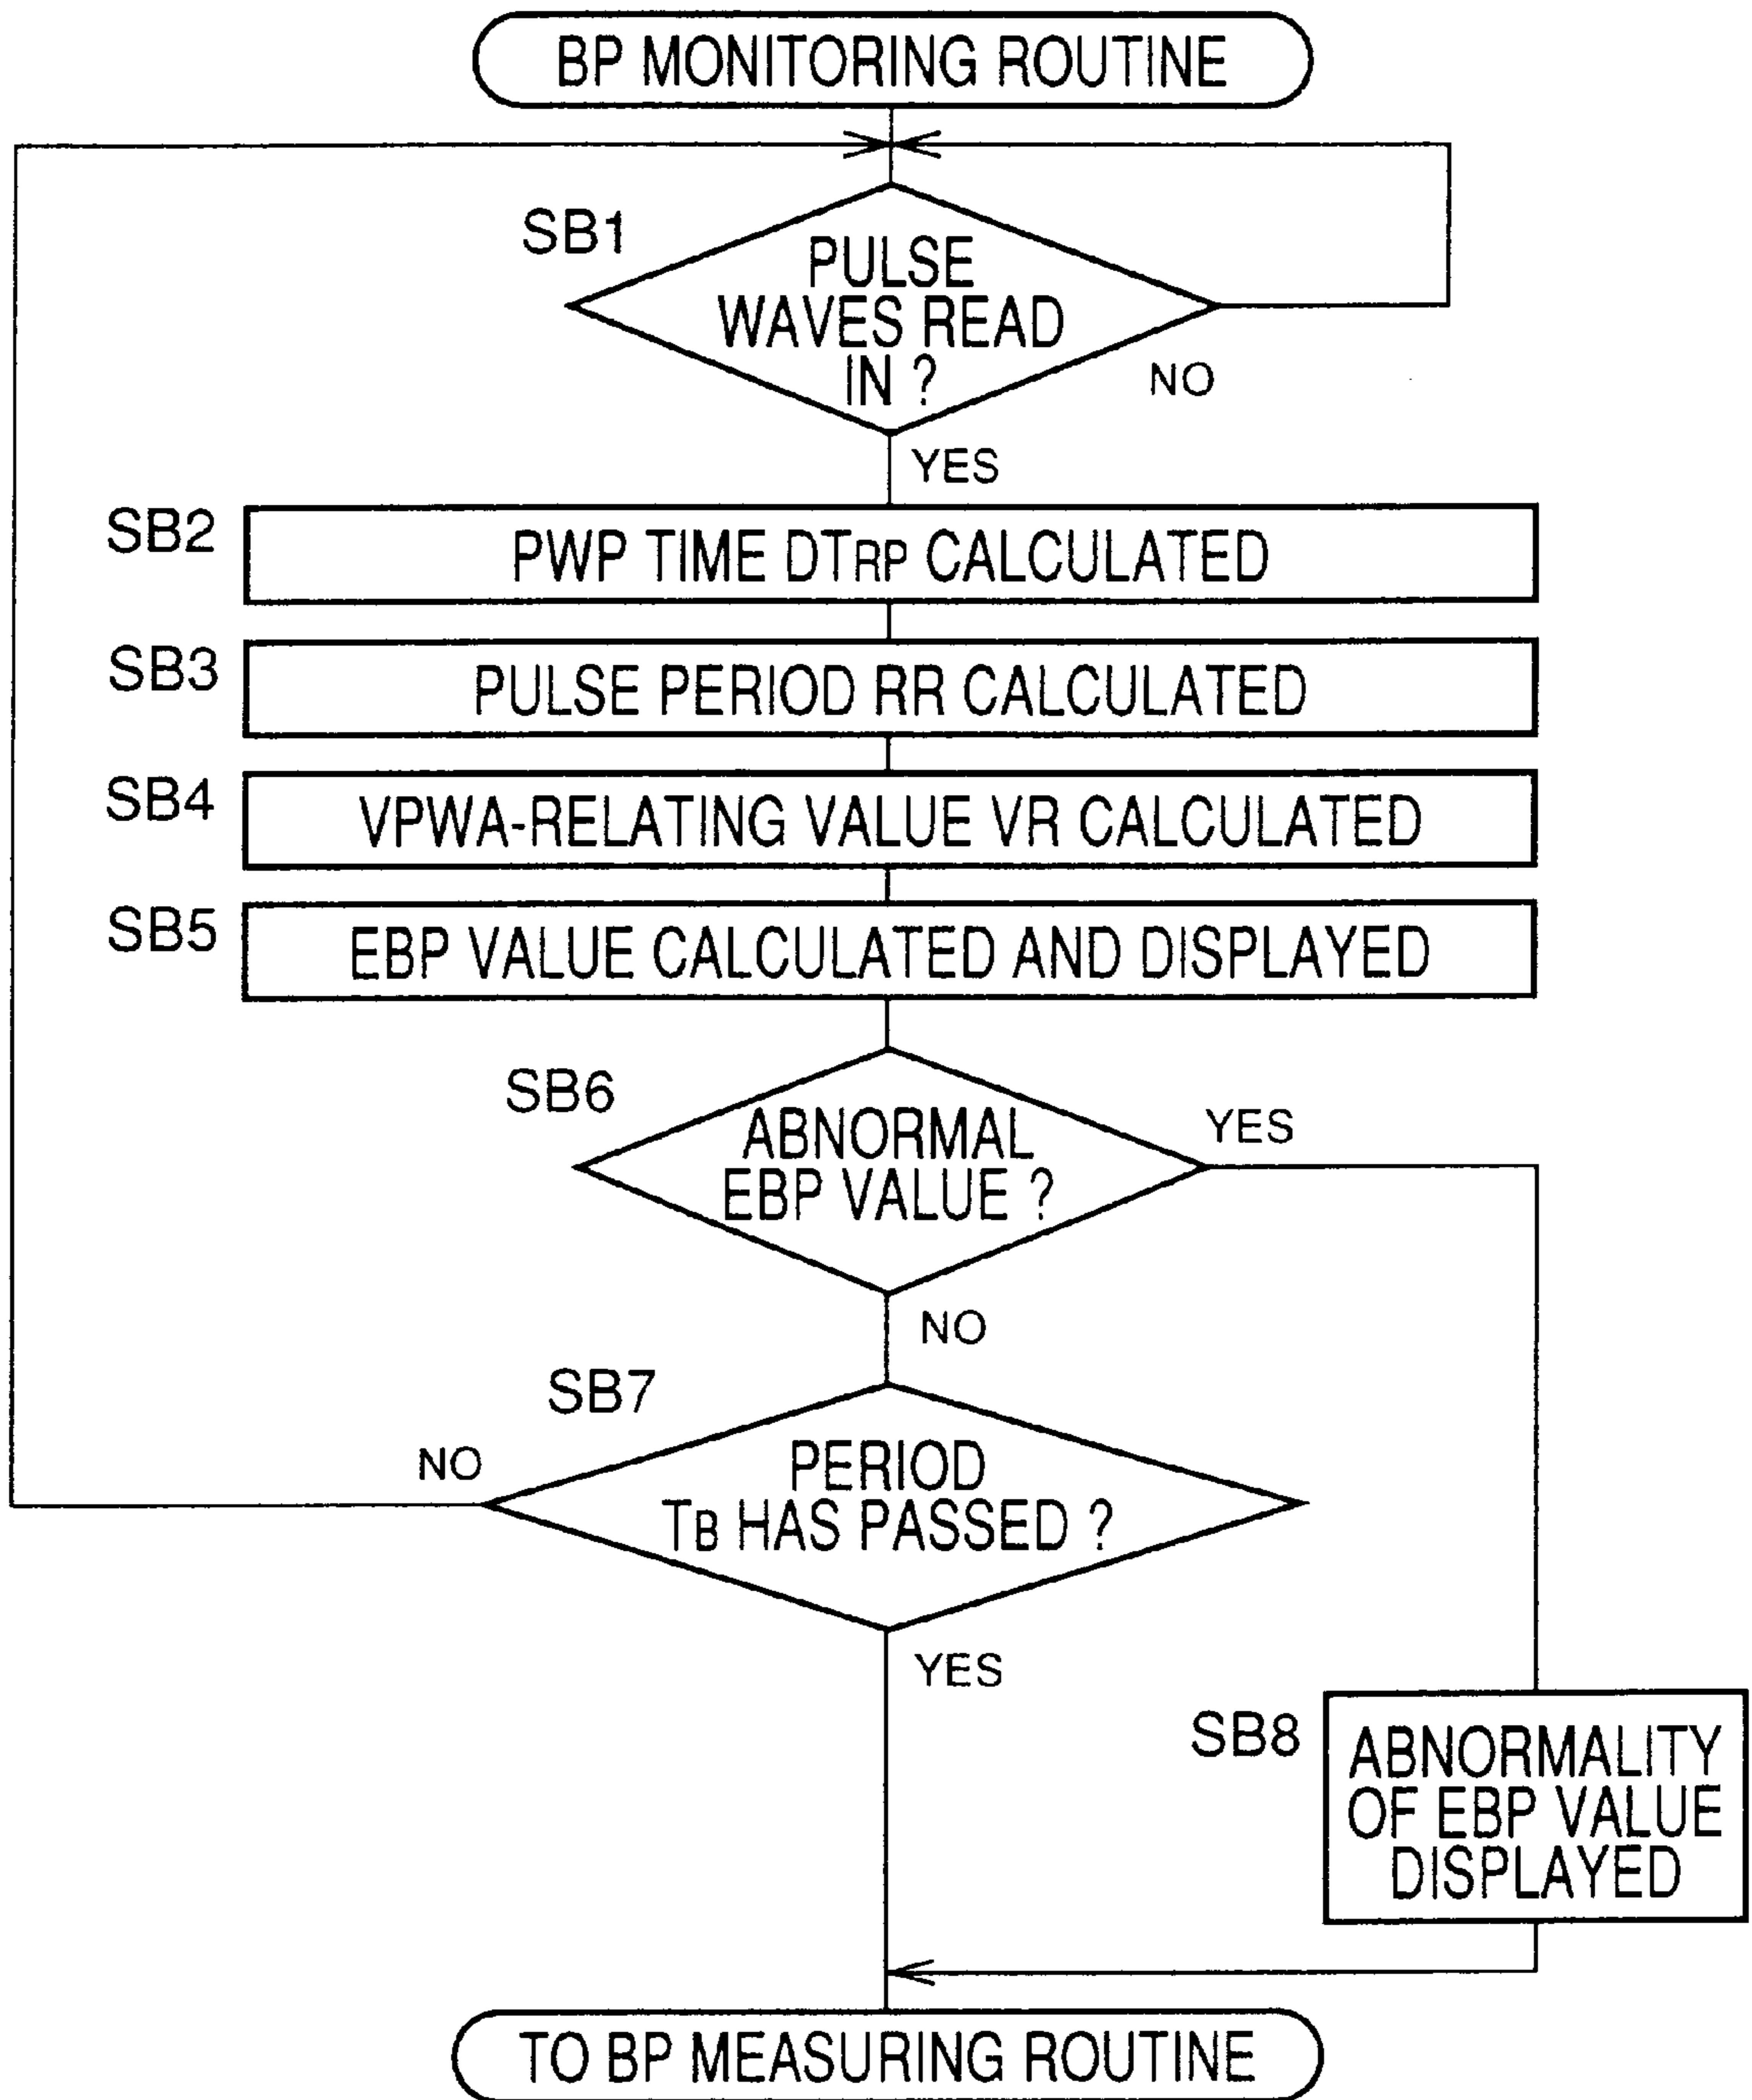 BP MONITORING ROUTINE
SB1
PULSE
WAVES READ
IN ?
NO
YES
SB2
PWP TIME DTRP CALCULATED
SB3
PULSE PERIOD RR CALCULATED
SB4
VPWA-RELATING VALUE VR CALCULATED
SB5
EBP VALUE CALCULATED AND DISPLAYED
SB6
ABNORMAL
EBP VALUE ?
YES
NO
SB7
PERIOD
TB HAS PASSED ?
NO
YES
SB8
ABNORMALITY
OF EBP VALUE
DISPLAYED
TO BP MEASURING ROUTINE